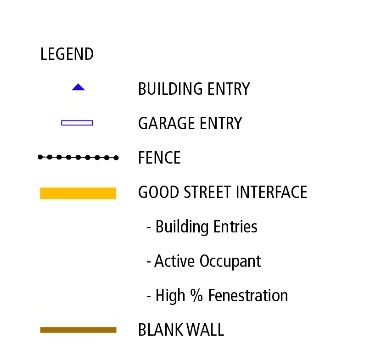 LEGEND
BUILDING ENTRY
GARAGE ENTRY
FENCE
GOOD STREET INTERFACE
- Building Entries
- Active Occupant
- High % Fenestration
BLANK WALL